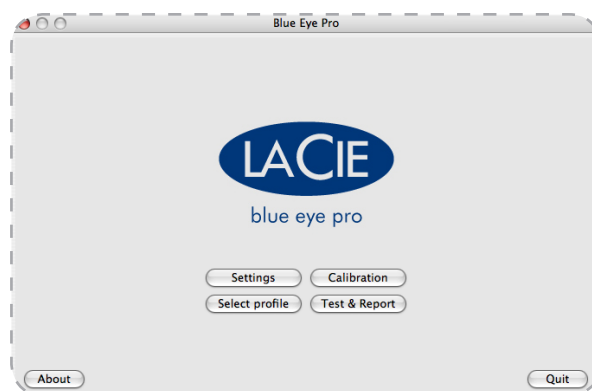 Blue Eye Pro
LACIE
blue eye pro
Settings Calibration
Select profile Test & Report
About Quit